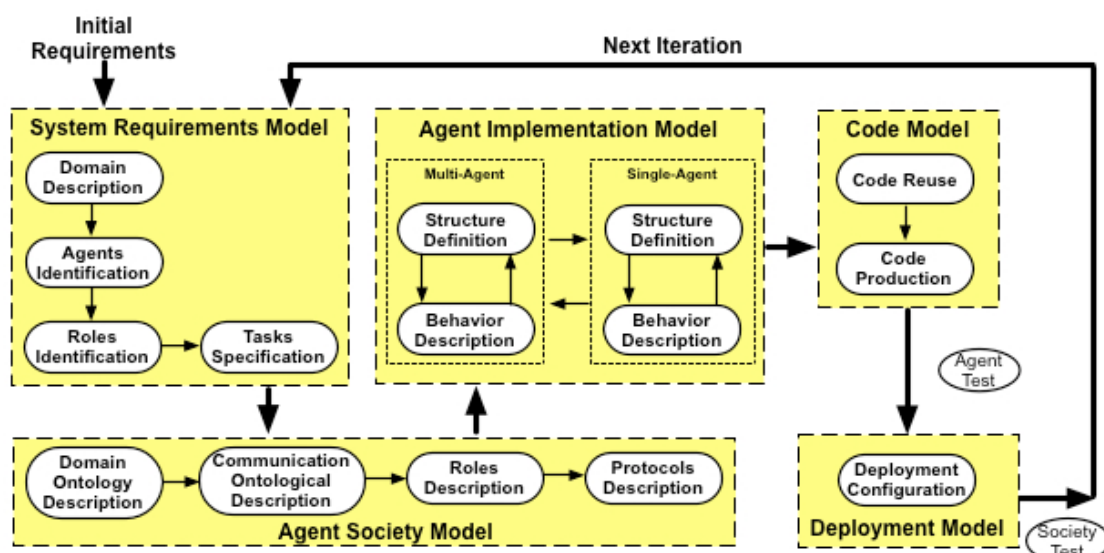 Initial
Requirements
Next Iteration
System Requirements Model
Domain
Description
Agents
Identification
Roles
Identification
Tasks
Specification
Agent Implementation Model
Multi-Agent
Structure
Definition
Behavior
Description
Single-Agent
Structure
Definition
Behavior
Description
Code Model
Code Reuse
Code
Production
Agent
Test
Domain
Ontology
Description
Communication
Ontological
Description
Roles
Description
Protocols
Description
Agent Society Model
Deployment
Configuration
Deployment Model
Society
Test